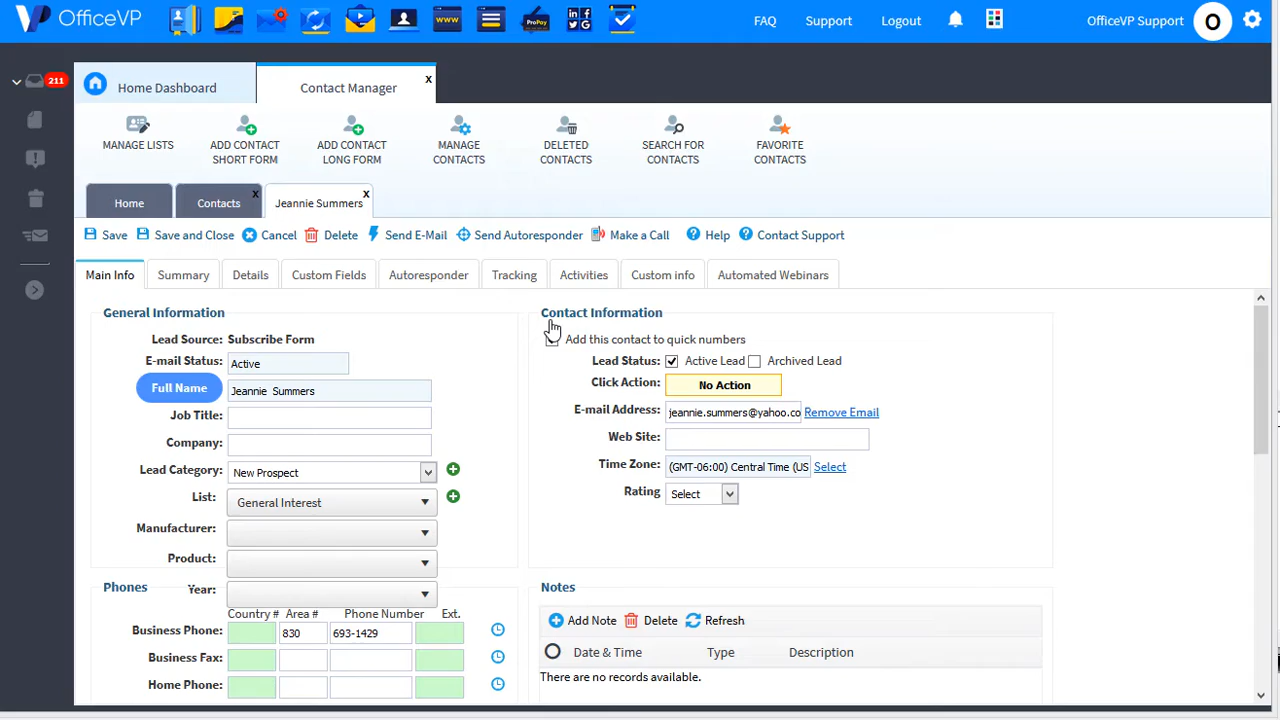 OfficeVP
www
ProPay
in f
G
FAQ
Support
Logout
OfficeVP Support
O
211
Home Dashboard
Contact Manager
x
MANAGE LISTS
ADD CONTACT
SHORT FORM
ADD CONTACT
LONG FORM
MANAGE
CONTACTS
DELETED
CONTACTS
SEARCH FOR
CONTACTS
FAVORITE
CONTACTS
Home
Contacts
x
Jeannie Summers
x
Save
Save and Close
Cancel
Delete
Send E-Mail
Send Autoresponder
Make a Call
Help
Contact Support
Main Info
Summary
Details
Custom Fields
Autoresponder
Tracking
Activities
Custom info
Automated Webinars
General Information
Lead Source: Subscribe Form
E-mail Status: Active
Full Name Jeannie Summers
Job Title:
Company:
Lead Category: New Prospect
List: General Interest
Manufacturer:
Product:
Year:
Contact Information
Add this contact to quick numbers
Lead Status: Active Lead Archived Lead
Click Action: No Action
E-mail Address: jeannie.summers@yahoo.co Remove Email
Web Site:
Time Zone: (GMT-06:00) Central Time (US Select
Rating Select
Phones
Country # Area # Phone Number Ext.
Business Phone: 830 693-1429
Business Fax:
Home Phone:
Notes
Add Note Delete Refresh
Date & Time Type Description
There are no records available.